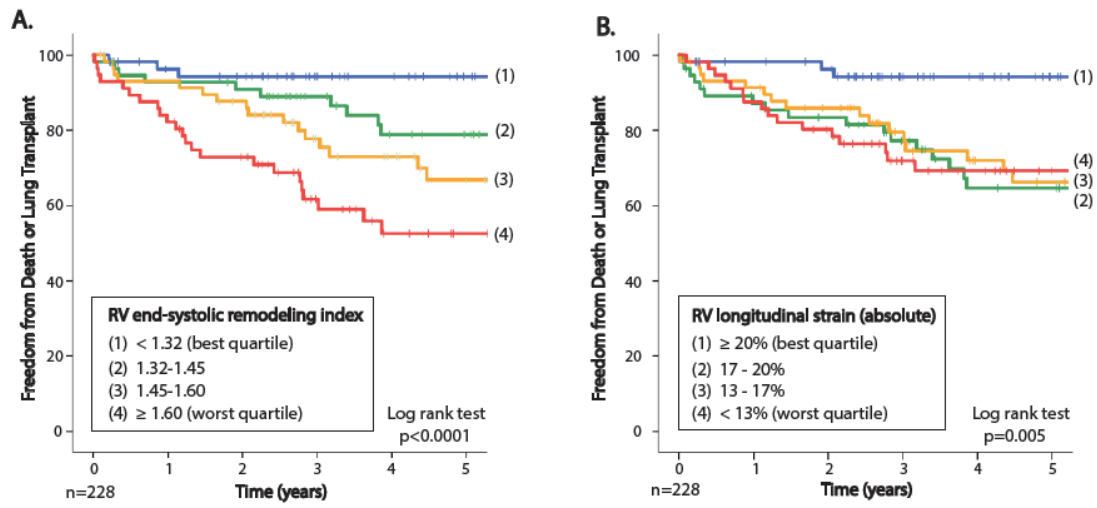 A.
Freedom from Death or Lung Transplant
100
80
60
40
20
0
(1)
(2)
(3)
(4)
RV end-systolic remodeling index
(1) < 1.32 (best quartile)
(2) 1.32-1.45
(3) 1.45-1.60
(4) ≥ 1.60 (worst quartile)
Log rank test
p<0.0001
0 1 2 3 4 5
n=228
Time (years)
B.
Freedom from Death or Lung Transplant
100
80
60
40
20
0
(1)
(4)
(3)
(2)
RV longitudinal strain (absolute)
(1) ≥ 20% (best quartile)
(2) 17 - 20%
(3) 13 - 17%
(4) < 13% (worst quartile)
Log rank test
p=0.005
0 1 2 3 4 5
n=228
Time (years)